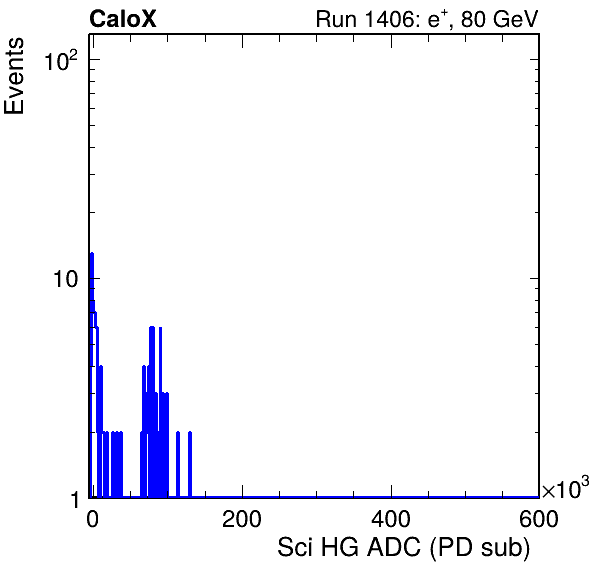 CaloX Run 1406: e⁺, 80 GeV
Events
10²
10
1
0 200 400 600
×10³
Sci HG ADC (PD sub)